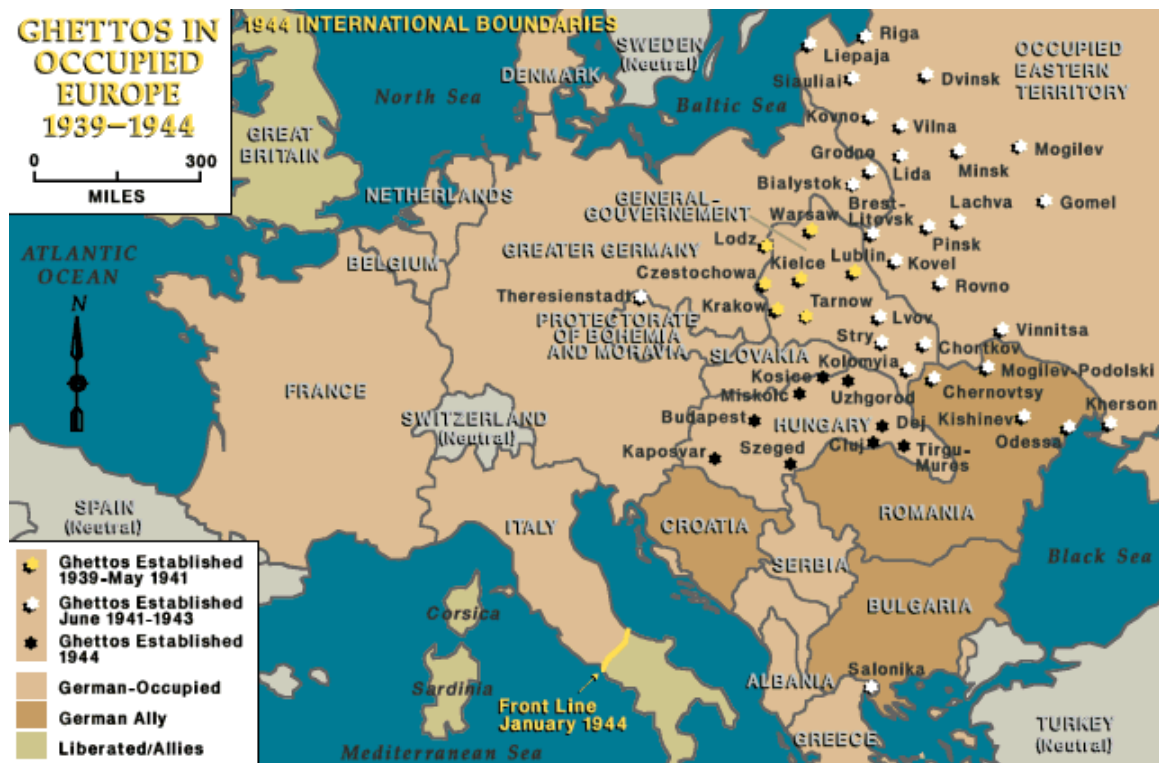 GHETTOS IN
OCCUPIED
EUROPE
1939–1944
0 300
MILES
1944 INTERNATIONAL BOUNDARIES
SWEDEN
(Neutral)
DENMARK
North Sea
Baltic Sea
GREAT
BRITAIN
NETHERLANDS
BELGIUM
ATLANTIC
OCEAN
N
Riga
Liepaja
Siauliai
Dvinsk
OCCUPIED
EASTERN
TERRITORY
Kovno
Vilna
Grodno
Lida
Minsk
Mogilev
Bialystok
Brest-
Litovsk
Lachva
Gomel
Pinsk
GENERAL-
GOUVERNEMENT
Warsaw
Lodz
GREATER GERMANY
Kielce
Lublin
Kovel
Czestochowa
Rovno
Theresienstadt
Krakow
Tarnow
Lvov
PROTECTORATE
OF BOHEMIA
AND MORAVIA
Stry
Vinnitsa
Chortkov
SLOVAKIA
Kolomyia
Mogilev-Podolski
Kosice
Miskolc
Uzhgorod
Chernovtsy
FRANCE
SWITZERLAND
(Neutral)
Budapest
HUNGARY
Dej
Kishinev
Kherson
Odessa
Kaposvar
Szeged
Cluj
Tirgu-
Mures
SPAIN
(Neutral)
ITALY
CROATIA
ROMANIA
SERBIA
Black Sea
BULGARIA
Corsica
Sardinia
ALBANIA
Salonika
GREECE
TURKEY
(Neutral)
Front Line
January 1944
Mediterranean Sea
Ghettos Established
1939-May 1941
Ghettos Established
June 1941-1943
Ghettos Established
1944
German-Occupied
German Ally
Liberated/Allies